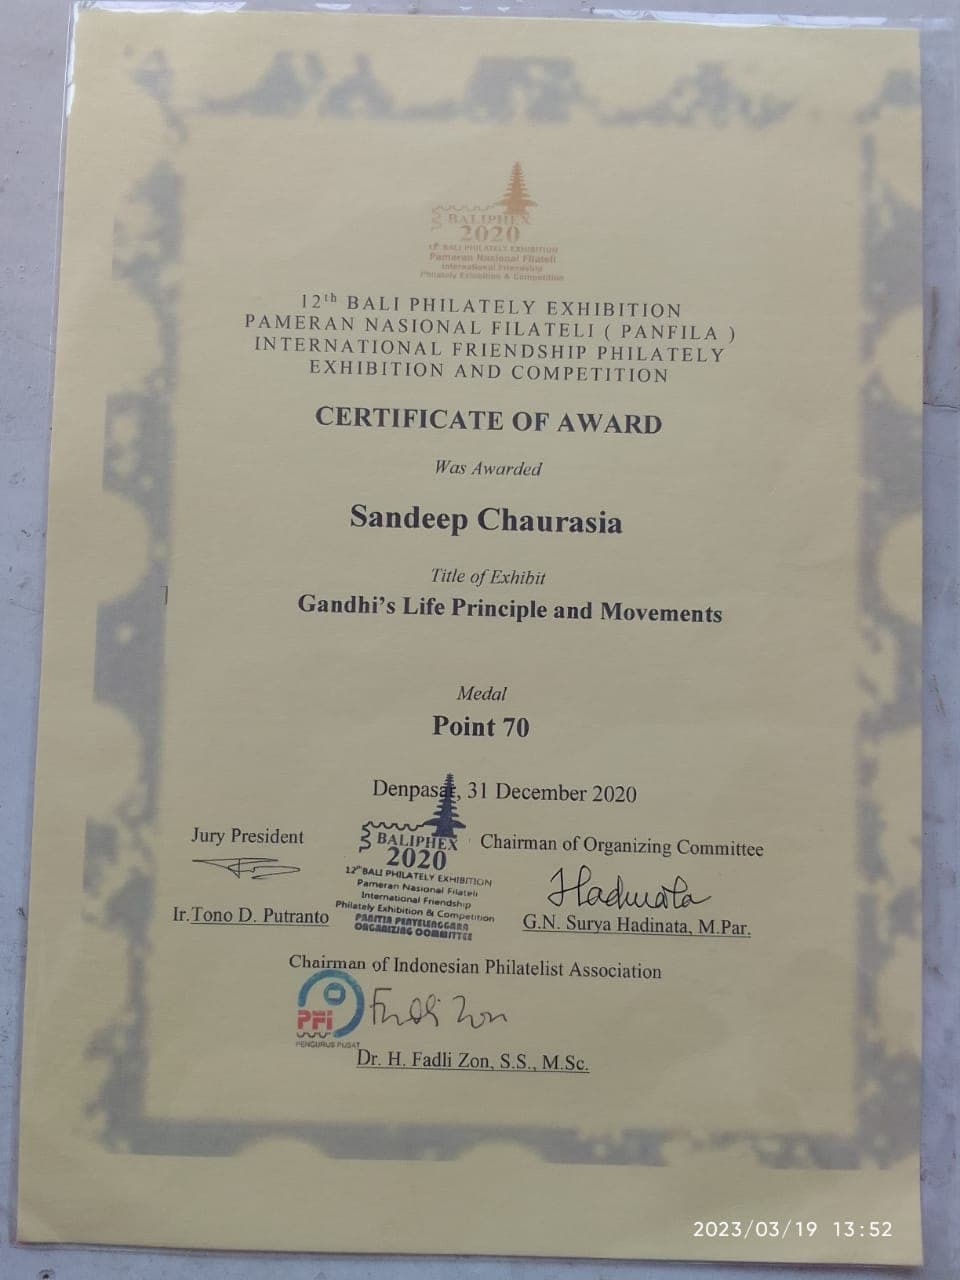 BALIPHEX
2020
12th BALI PHILATELY EXHIBITION
Pameran Nasional Filateli
International Friendship
Philately Exhibition & Competition
12th BALI PHILATELY EXHIBITION
PAMERAN NASIONAL FILATELI ( PANFILA )
INTERNATIONAL FRIENDSHIP PHILATELY
EXHIBITION AND COMPETITION
CERTIFICATE OF AWARD
Was Awarded
Sandeep Chaurasia
Title of Exhibit
Gandhi's Life Principle and Movements
Medal
Point 70
Denpasar, 31 December 2020
Jury President
Chairman of Organizing Committee
BALIPHEX
2020
12th BALI PHILATELY EXHIBITION
Pameran Nasional Filateli
International Friendship
Philately Exhibition & Competition
PANITIA PENYELENGGARA
ORGANIZING COMMITTEE
Hadinata
Ir.Tono D. Putranto
G.N. Surya Hadinata, M.Par.
Chairman of Indonesian Philatelist Association
PFI
PENGURUS PUSAT
Fadli Zon
Dr. H. Fadli Zon, S.S., M.Sc.
2023/03/19 13:52